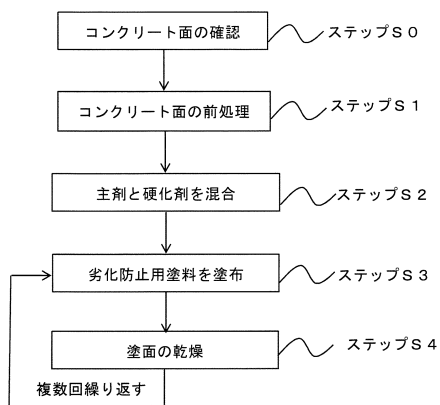 コンクリート面の確認
ステップＳ０
コンクリート面の前処理
ステップＳ１
主剤と硬化剤を混合
ステップＳ２
劣化防止用塗料を塗布
ステップＳ３
塗面の乾燥
ステップＳ４
複数回繰り返す